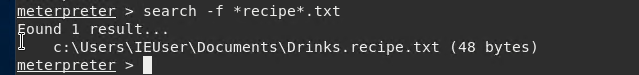 meterpreter > search -f *recipe*.txt
Found 1 result...
    c:\Users\IEUser\Documents\Drinks.recipe.txt (48 bytes)
meterpreter >